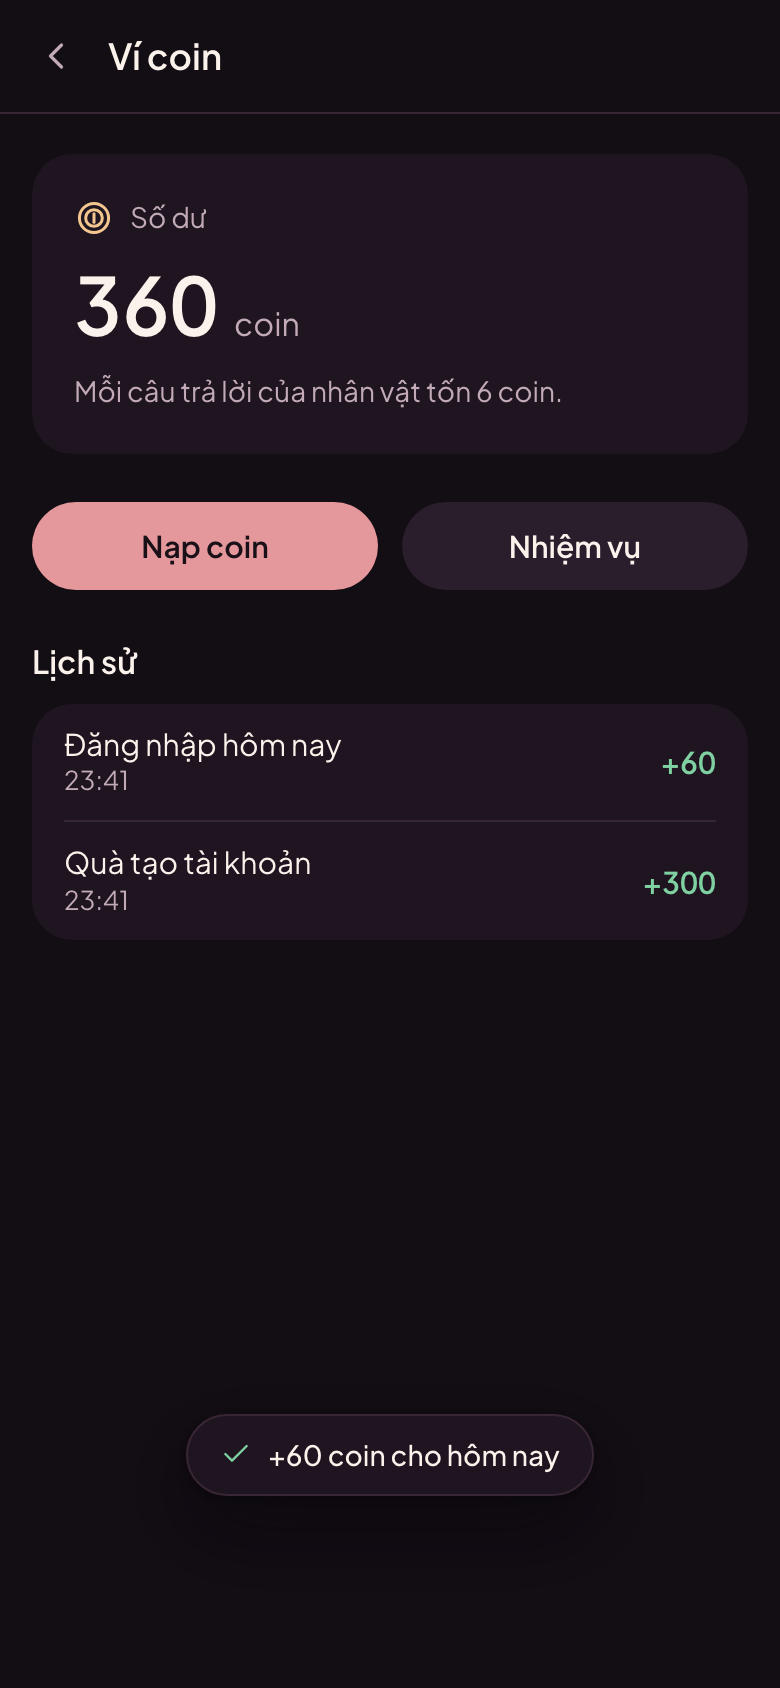 Ví coin
Số dư
360 coin
Mỗi câu trả lời của nhân vật tốn 6 coin.
Nạp coin
Nhiệm vụ
Lịch sử
Đăng nhập hôm nay
23:41
+60
Quà tạo tài khoản
23:41
+300
+60 coin cho hôm nay